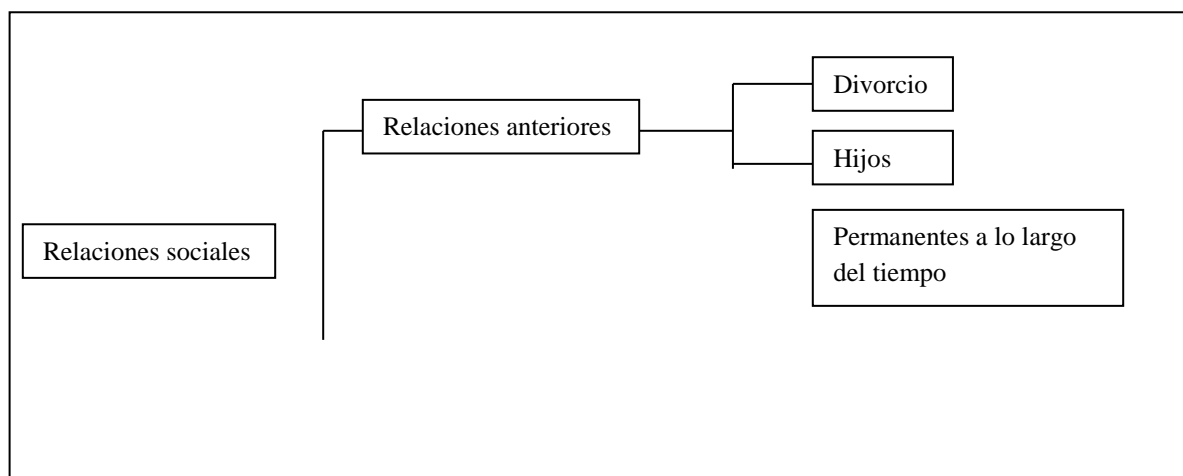 Divorcio
Relaciones anteriores
Hijos
Relaciones sociales
Permanentes a lo largo
del tiempo